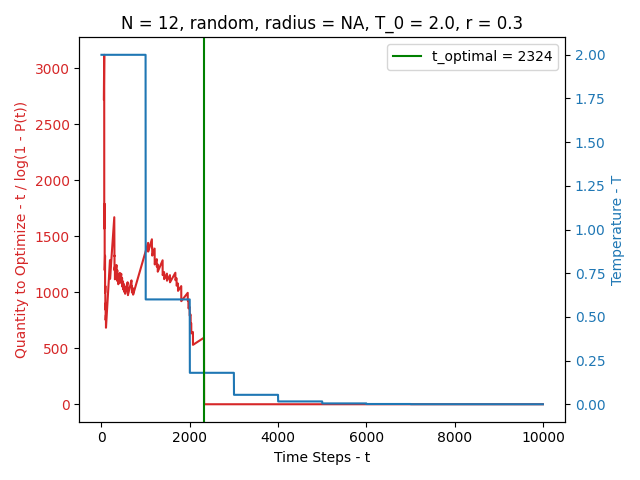 N = 12, random, radius = NA, T_0 = 2.0, r = 0.3
t_optimal = 2324
Quantity to Optimize - t / log(1 - P(t))
3000
2500
2000
1500
1000
500
0
2.00
1.75
1.50
1.25
1.00
0.75
0.50
0.25
0.00
Temperature - T
0 2000 4000 6000 8000 10000
Time Steps - t